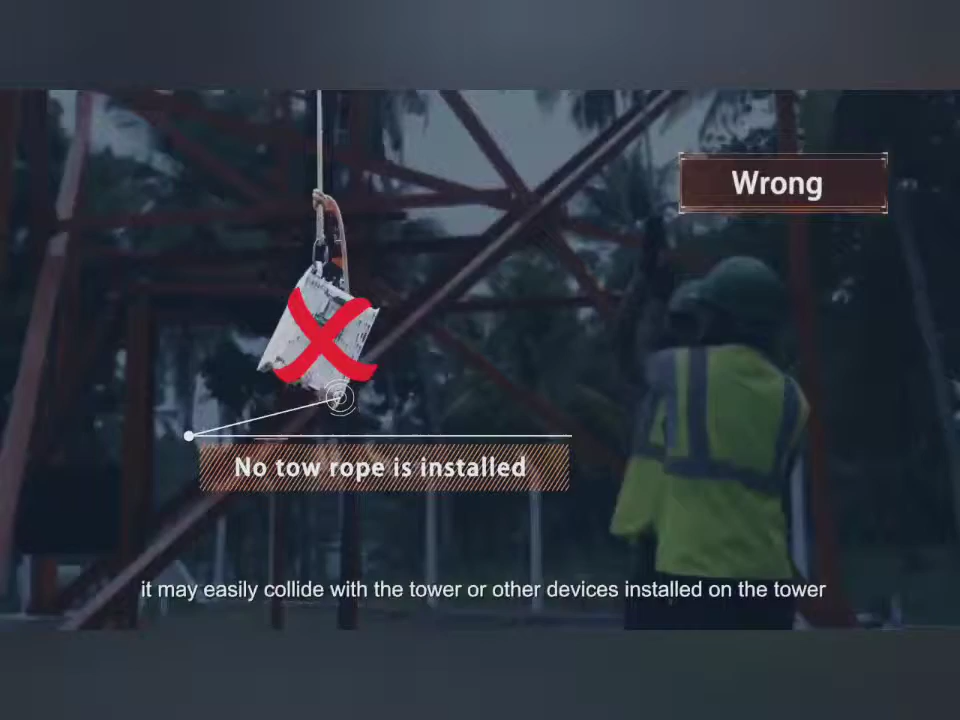 Wrong
No tow rope is installed
it may easily collide with the tower or other devices installed on the tower